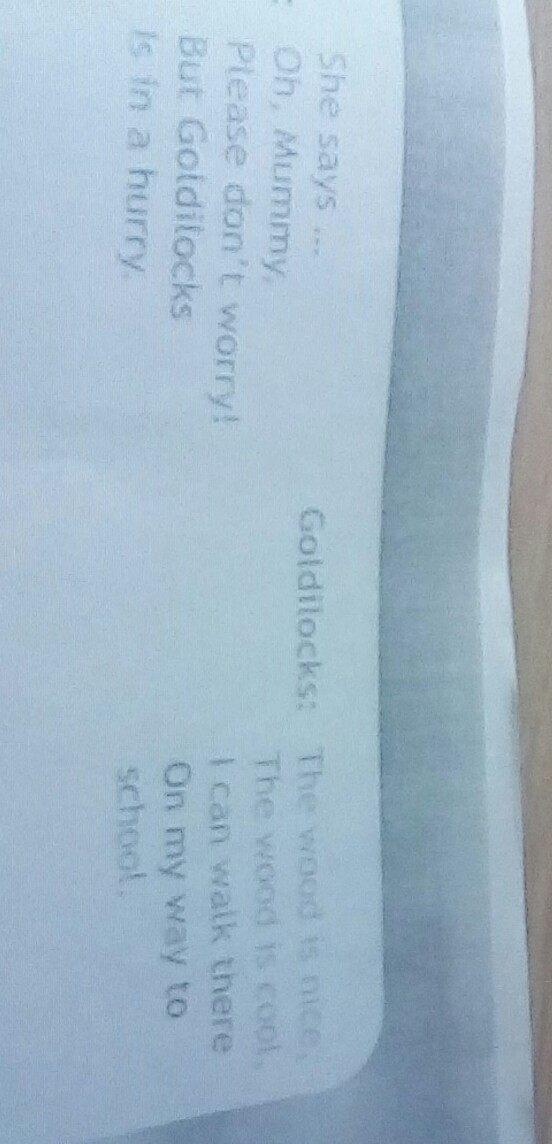 She says ...
Oh, Mummy,
Please don't worry!
But Goldilocks
Is in a hurry.
Goldilocks: The wood is nice,
The wood is cool,
I can walk there
On my way to
school.